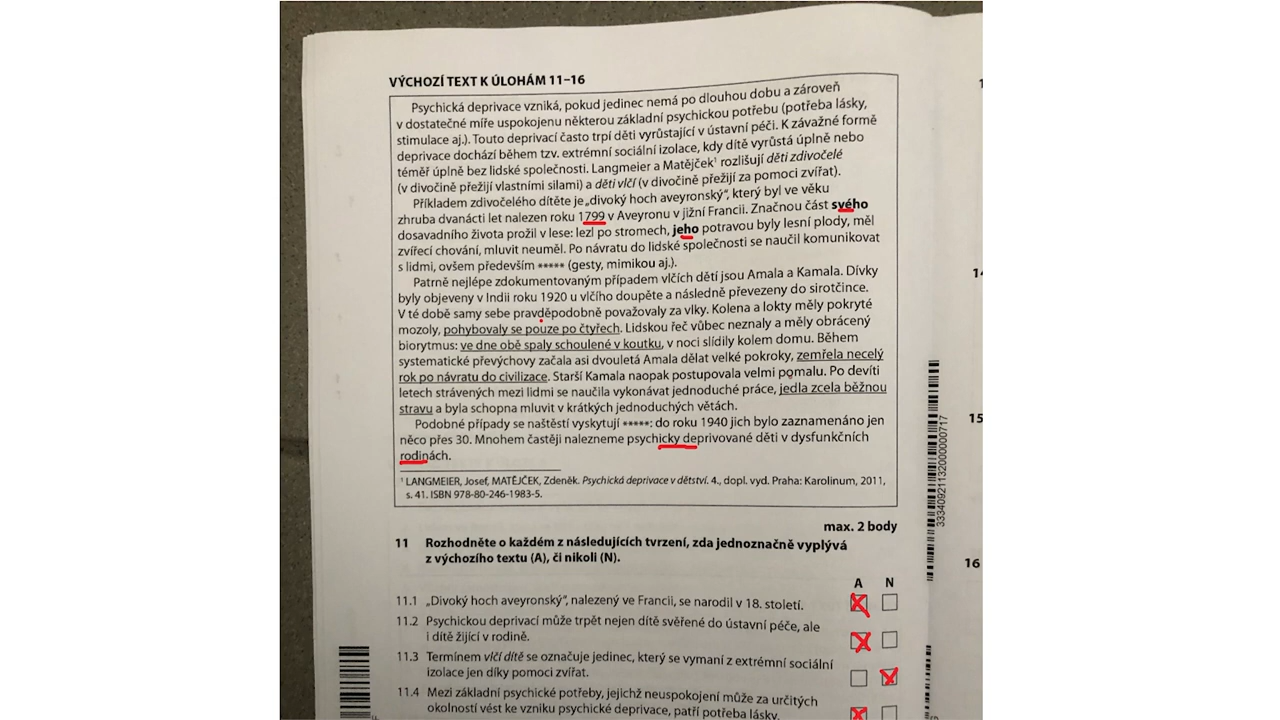 VÝCHOZÍ TEXT K ÚLOHÁM 11–16
Psychická deprivace vzniká, pokud jedinec nemá po dlouhou dobu a zároveň
v dostatečné míře uspokojenu některou základní psychickou potřebu (potřeba lásky,
stimulace aj.). Touto deprivací často trpí děti vyrůstající v ústavní péči. K závažné formě
deprivace dochází během tzv. extrémní sociální izolace, kdy dítě vyrůstá úplně nebo
téměř úplně bez lidské společnosti. Langmeier a Matějček¹ rozlišují děti zdivočelé
(v divočině přežijí vlastními silami) a děti vlčí (v divočině přežijí za pomoci zvířat).
Příkladem zdivočelého dítěte je „divoký hoch aveyronský“, který byl ve věku
zhruba dvanácti let nalezen roku 1799 v Aveyronu v jižní Francii. Značnou část svého
dosavadního života prožil v lese: lezl po stromech, jeho potravou byly lesní plody, měl
zvířecí chování, mluvit neuměl. Po návratu do lidské společnosti se naučil komunikovat
s lidmi, ovšem především ***** (gesty, mimikou aj.).
Patrně nejlépe zdokumentovaným případem vlčích dětí jsou Amala a Kamala. Dívky
byly objeveny v Indii roku 1920 u vlčího doupěte a následně převezeny do sirotčince.
V té době samy sebe pravděpodobně považovaly za vlky. Kolena a lokty měly pokryté
mozoly, pohybovaly se pouze po čtyřech. Lidskou řeč vůbec neznaly a měly obrácený
biorytmus: ve dne obě spaly schoulené v koutku, v noci slídily kolem domu. Během
systematické převýchovy začala asi dvouletá Amala dělat velké pokroky, zemřela necelý
rok po návratu do civilizace. Starší Kamala naopak postupovala velmi pomalu. Po devíti
letech strávených mezi lidmi se naučila vykonávat jednoduché práce, jedla zcela běžnou
stravu a byla schopna mluvit v krátkých jednoduchých větách.
Podobné případy se naštěstí vyskytují *****: do roku 1940 jich bylo zaznamenáno jen
něco přes 30. Mnohem častěji nalezneme psychicky deprivované děti v dysfunkčních
rodinách.
¹ LANGMEIER, Josef, MATĚJČEK, Zdeněk. Psychická deprivace v dětství. 4., dopl. vyd. Praha: Karolinum, 2011,
s. 41. ISBN 978-80-246-1983-5.
max. 2 body
11 Rozhodněte o každém z následujících tvrzení, zda jednoznačně vyplývá
z výchozího textu (A), či nikoli (N).
A N
11.1 „Divoký hoch aveyronský“, nalezený ve Francii, se narodil v 18. století.
11.2 Psychickou deprivací může trpět nejen dítě svěřené do ústavní péče, ale
i dítě žijící v rodině.
11.3 Termínem vlčí dítě se označuje jedinec, který se vymaní z extrémní sociální
izolace jen díky pomoci zvířat.
11.4 Mezi základní psychické potřeby, jejichž neuspokojení může za určitých
okolností vést ke vzniku psychické deprivace, patří potřeba lásky.
3334092113200000717
14
15
16